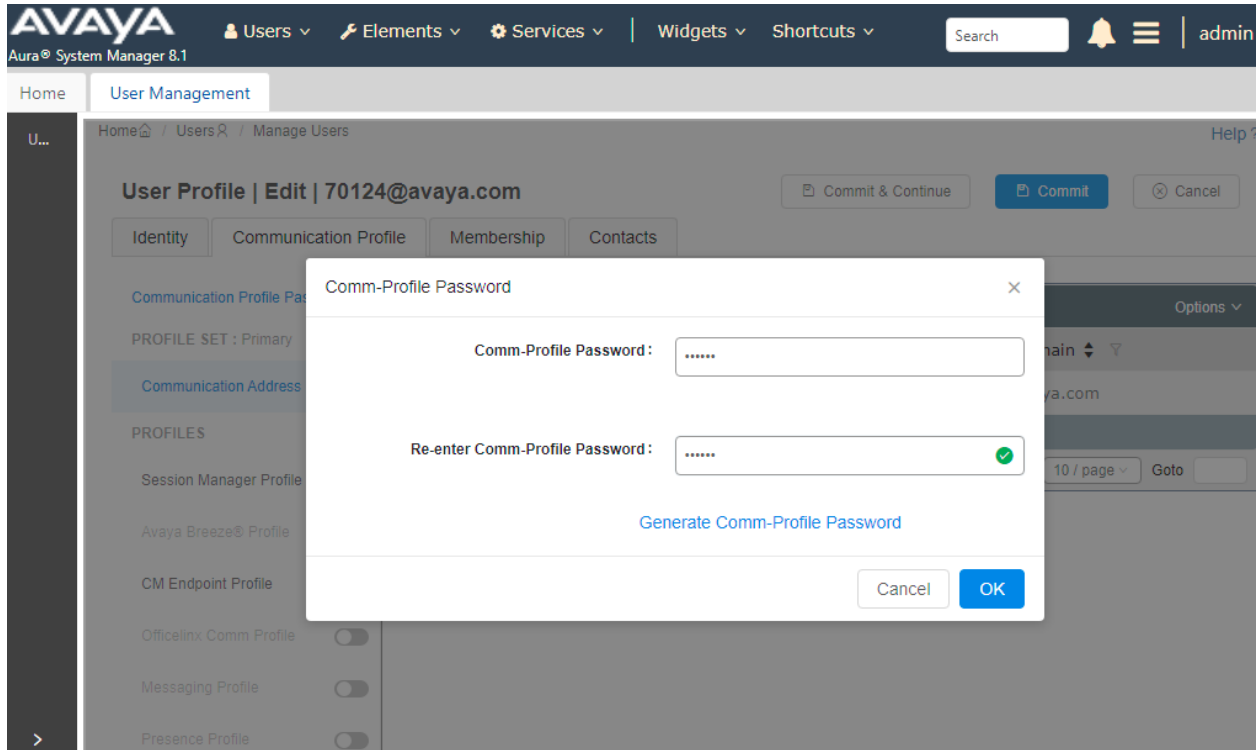 AVAYA
Aura® System Manager 8.1
Users Elements Services Widgets Shortcuts Search admin
Home User Management
U...
Home / Users / Manage Users Help ?
User Profile | Edit | 70124@avaya.com Commit & Continue Commit Cancel
Identity Communication Profile Membership Contacts
Communication Profile Pas Options
PROFILE SET : Primary
main
Communication Address ya.com
PROFILES
Session Manager Profile 10 / page Goto
Avaya Breeze® Profile
CM Endpoint Profile
Officelinx Comm Profile
Messaging Profile
Presence Profile
Comm-Profile Password
Comm-Profile Password : ······
Re-enter Comm-Profile Password : ······
Generate Comm-Profile Password
Cancel OK